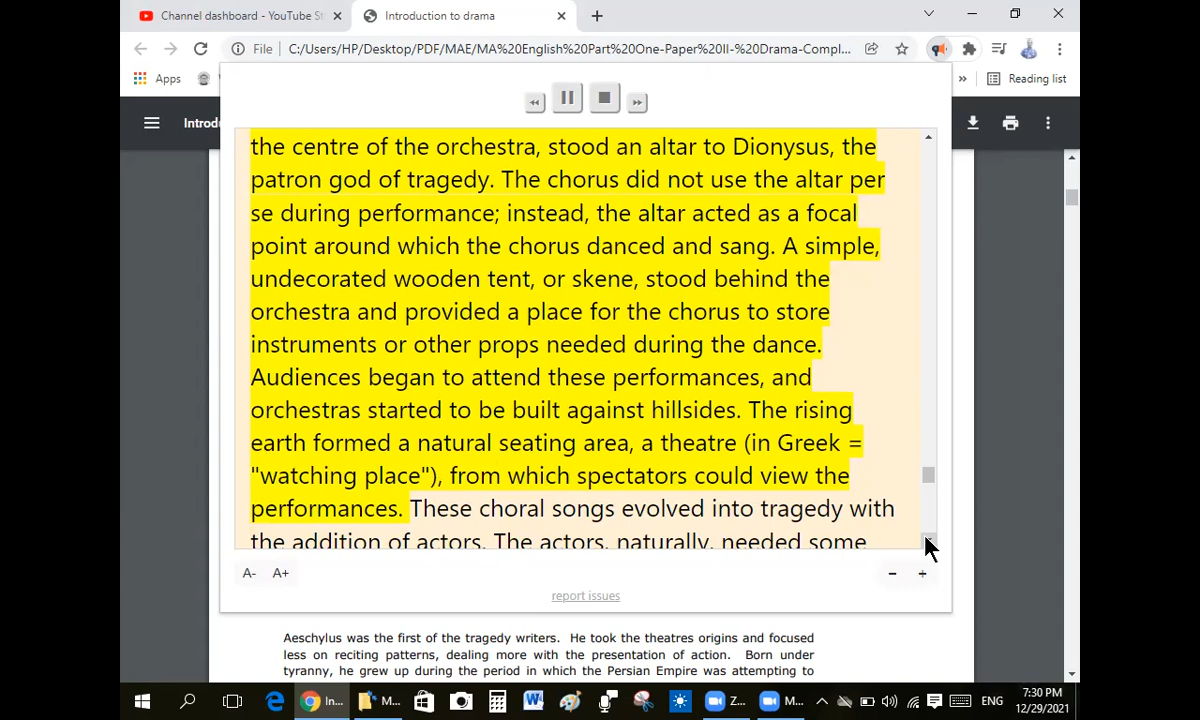 Channel dashboard - YouTube St
Introduction to drama
File
C:/Users/HP/Desktop/PDF/MAE/MA%20English%20Part%20One-Paper%20II-%20Drama-Compl...
Apps
»
Reading list
Introd
the centre of the orchestra, stood an altar to Dionysus, the
patron god of tragedy. The chorus did not use the altar per
se during performance; instead, the altar acted as a focal
point around which the chorus danced and sang. A simple,
undecorated wooden tent, or skene, stood behind the
orchestra and provided a place for the chorus to store
instruments or other props needed during the dance.
Audiences began to attend these performances, and
orchestras started to be built against hillsides. The rising
earth formed a natural seating area, a theatre (in Greek =
"watching place"), from which spectators could view the
performances. These choral songs evolved into tragedy with
the addition of actors. The actors, naturally, needed some
A- A+
− +
report issues
Aeschylus was the first of the tragedy writers. He took the theatres origins and focused
less on reciting patterns, dealing more with the presentation of action. Born under
tyranny, he grew up during the period in which the Persian Empire was attempting to
In...
M...
Z...
M...
ENG
7:30 PM
12/29/2021